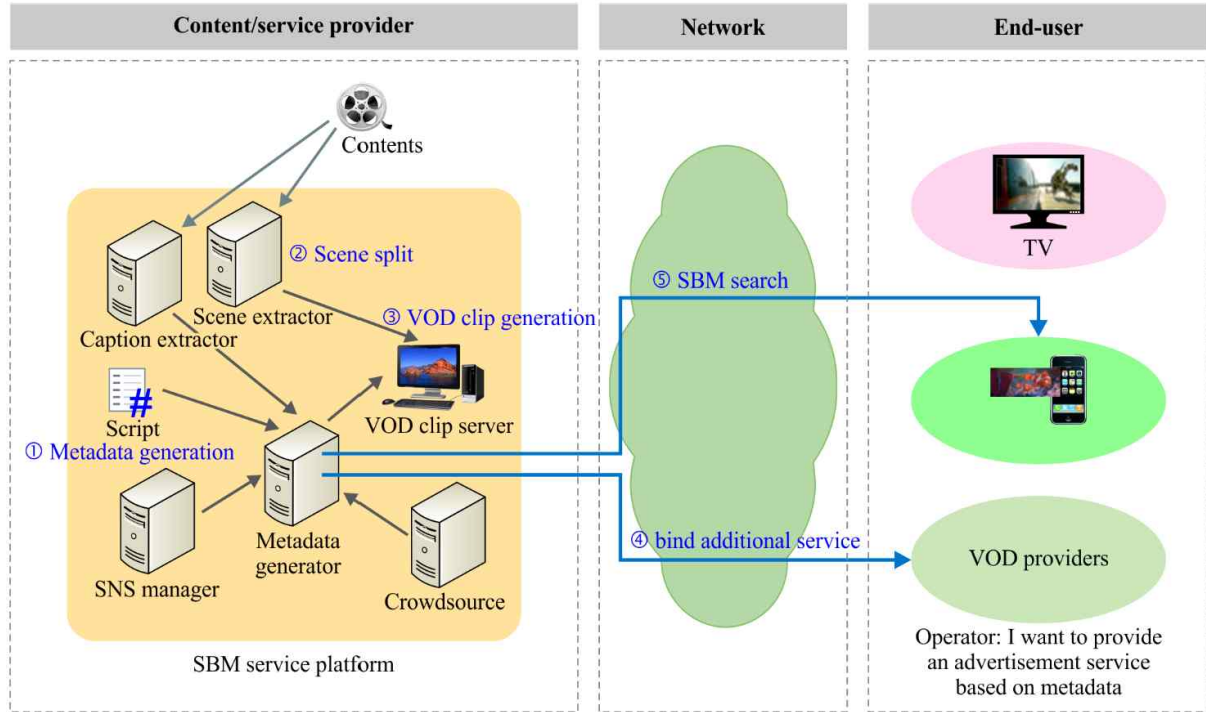 Content/service provider
Network
End-user
Contents
② Scene split
Scene extractor
Caption extractor
③ VOD clip generation
VOD clip server
#
Script
① Metadata generation
SNS manager
Metadata
generator
Crowdsource
SBM service platform
⑤ SBM search
④ bind additional service
TV
VOD providers
Operator: I want to provide
an advertisement service
based on metadata